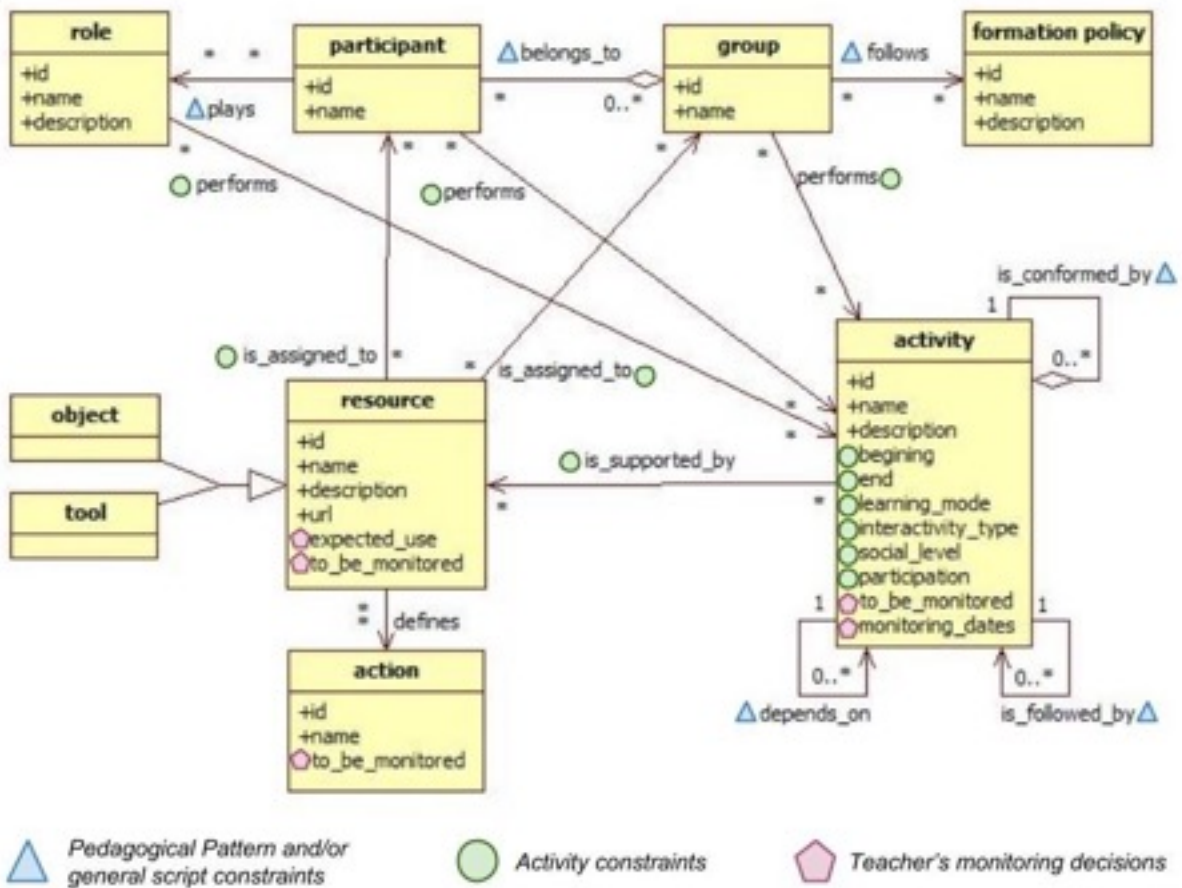 role
+id
+name
+description
participant
+id
+name
group
+id
+name
formation policy
+id
+name
+description
* *
plays
belongs_to
*
0..*
follows
* *
*
performs
* *
performs
*
*
performs
*
is_conformed_by
1
0..*
is_assigned_to *
* is_assigned_to
*
*
activity
+id
+name
+description
begining
end
learning_mode
interactivity_type
social_level
participation
to_be_monitored
monitoring_dates
object
tool
resource
+id
+name
+description
+url
expected_use
to_be_monitored
is_supported_by
*
*
*
*
defines
action
+id
+name
to_be_monitored
1
0..*
depends_on
1
0..*
is_followed_by
Pedagogical Pattern and/or
general script constraints
Activity constraints
Teacher's monitoring decisions